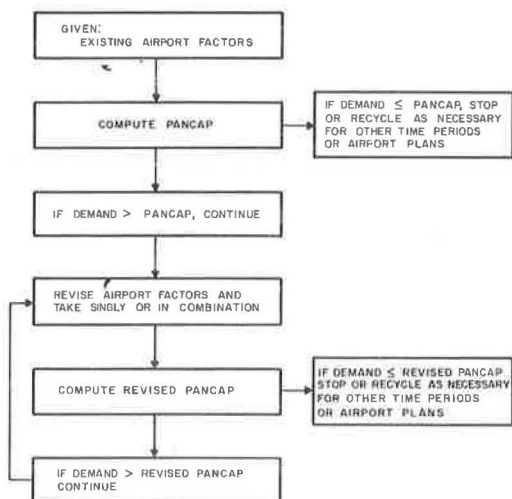 GIVEN:
EXISTING AIRPORT FACTORS
COMPUTE PANCAP
IF DEMAND ≤ PANCAP, STOP
OR RECYCLE AS NECESSARY
FOR OTHER TIME PERIODS
OR AIRPORT PLANS
IF DEMAND > PANCAP, CONTINUE
REVISE AIRPORT FACTORS AND
TAKE SINGLY OR IN COMBINATION
COMPUTE REVISED PANCAP
IF DEMAND ≤ REVISED PANCAP
STOP OR RECYCLE AS NECESSARY
FOR OTHER TIME PERIODS
OR AIRPORT PLANS
IF DEMAND > REVISED PANCAP
CONTINUE